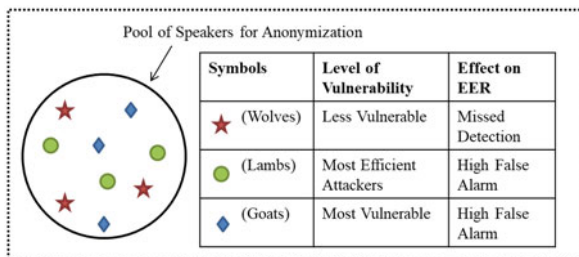 Pool of Speakers for Anonymization
Symbols
Level of
Vulnerability
Effect on
EER
(Wolves)
Less Vulnerable
Missed
Detection
(Lambs)
Most Efficient
Attackers
High False
Alarm
(Goats)
Most Vulnerable
High False
Alarm